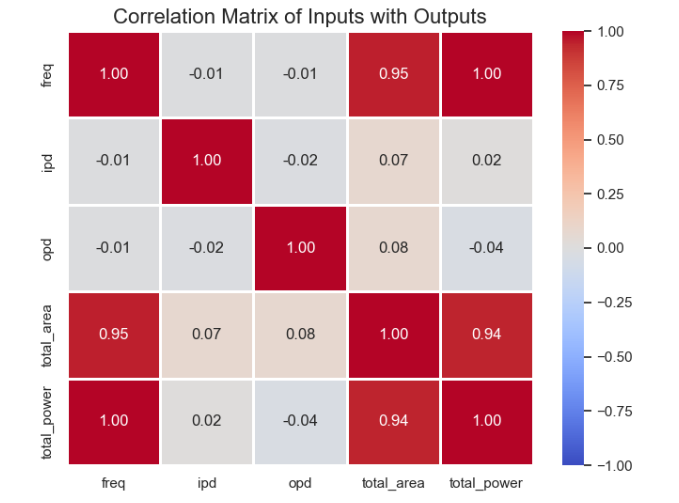 Correlation Matrix of Inputs with Outputs
freq 1.00 -0.01 -0.01 0.95 1.00
ipd -0.01 1.00 -0.02 0.07 0.02
opd -0.01 -0.02 1.00 0.08 -0.04
total_area 0.95 0.07 0.08 1.00 0.94
total_power 1.00 0.02 -0.04 0.94 1.00
freq ipd opd total_area total_power
1.00
0.75
0.50
0.25
0.00
−0.25
−0.50
−0.75
−1.00